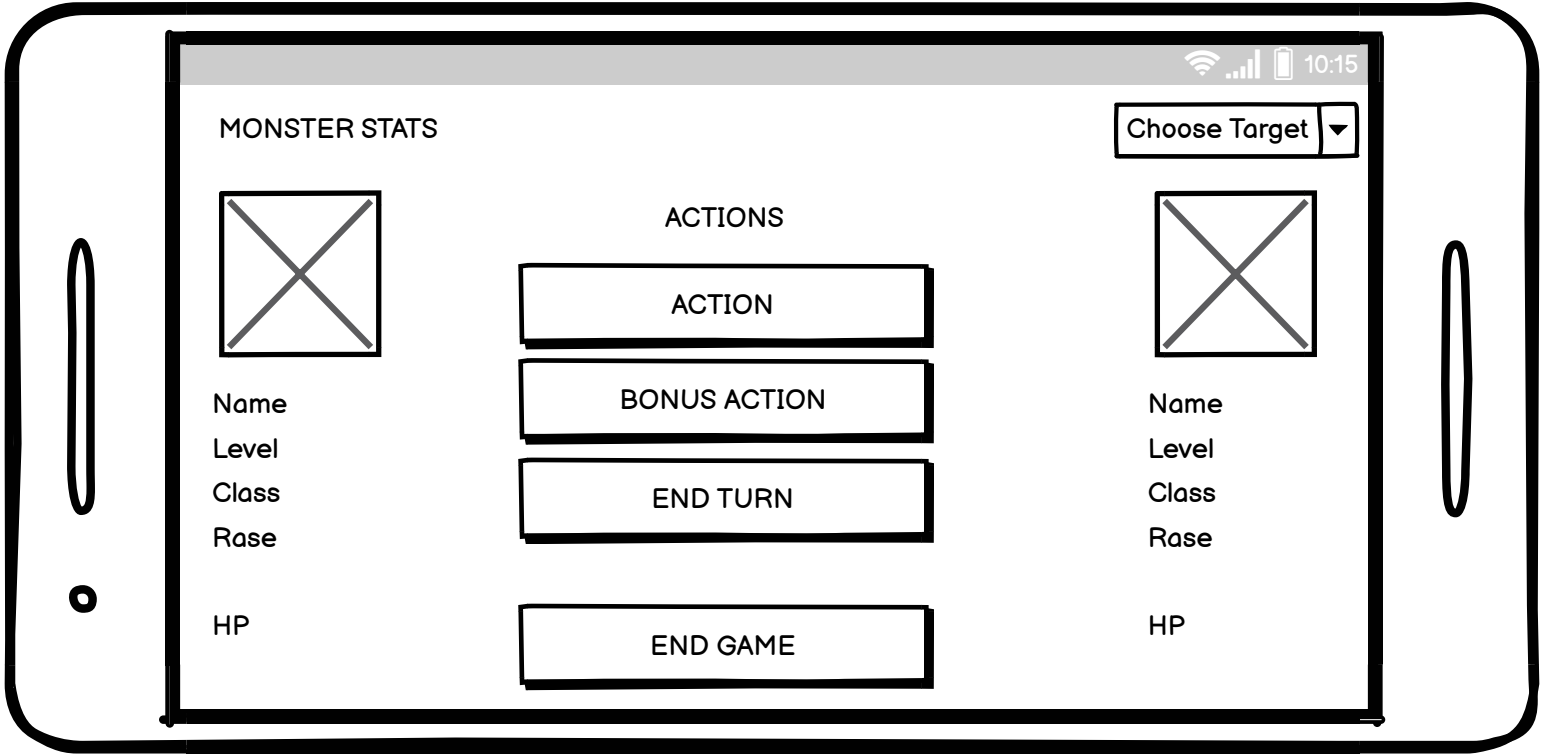 10:15
MONSTER STATS
Choose Target
ACTIONS
ACTION
BONUS ACTION
END TURN
END GAME
Name
Level
Class
Rase
HP
Name
Level
Class
Rase
HP